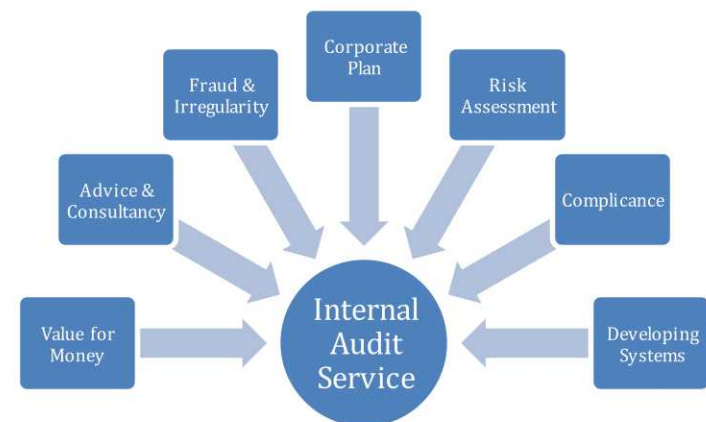 Corporate
Plan
Fraud &
Irregularity
Risk
Assessment
Advice &
Consultancy
Complicance
Value for
Money
Internal
Audit
Service
Developing
Systems